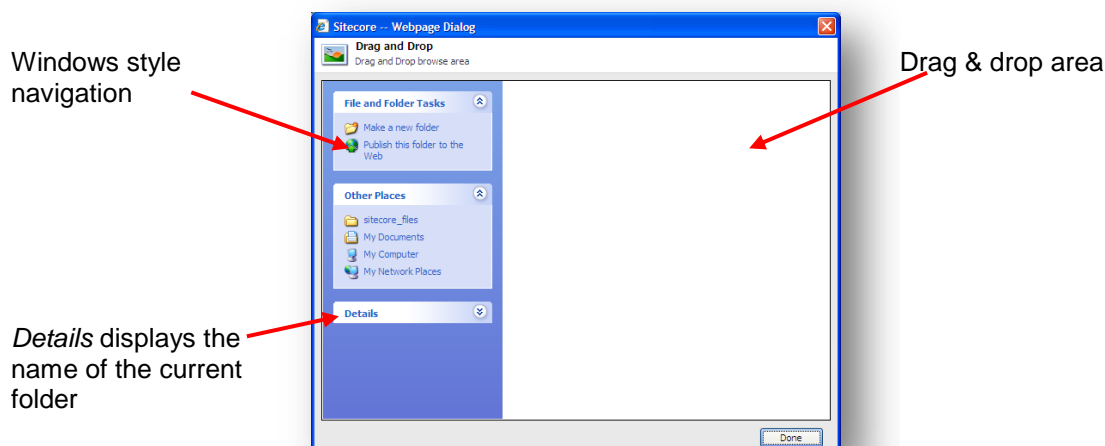 Sitecore -- Webpage Dialog
Drag and Drop
Drag and Drop browse area
Windows style
navigation
Drag & drop area
File and Folder Tasks
Make a new folder
Publish this folder to the
Web
Other Places
sitecore_files
My Documents
My Computer
My Network Places
Details
Details displays the
name of the current
folder
Done